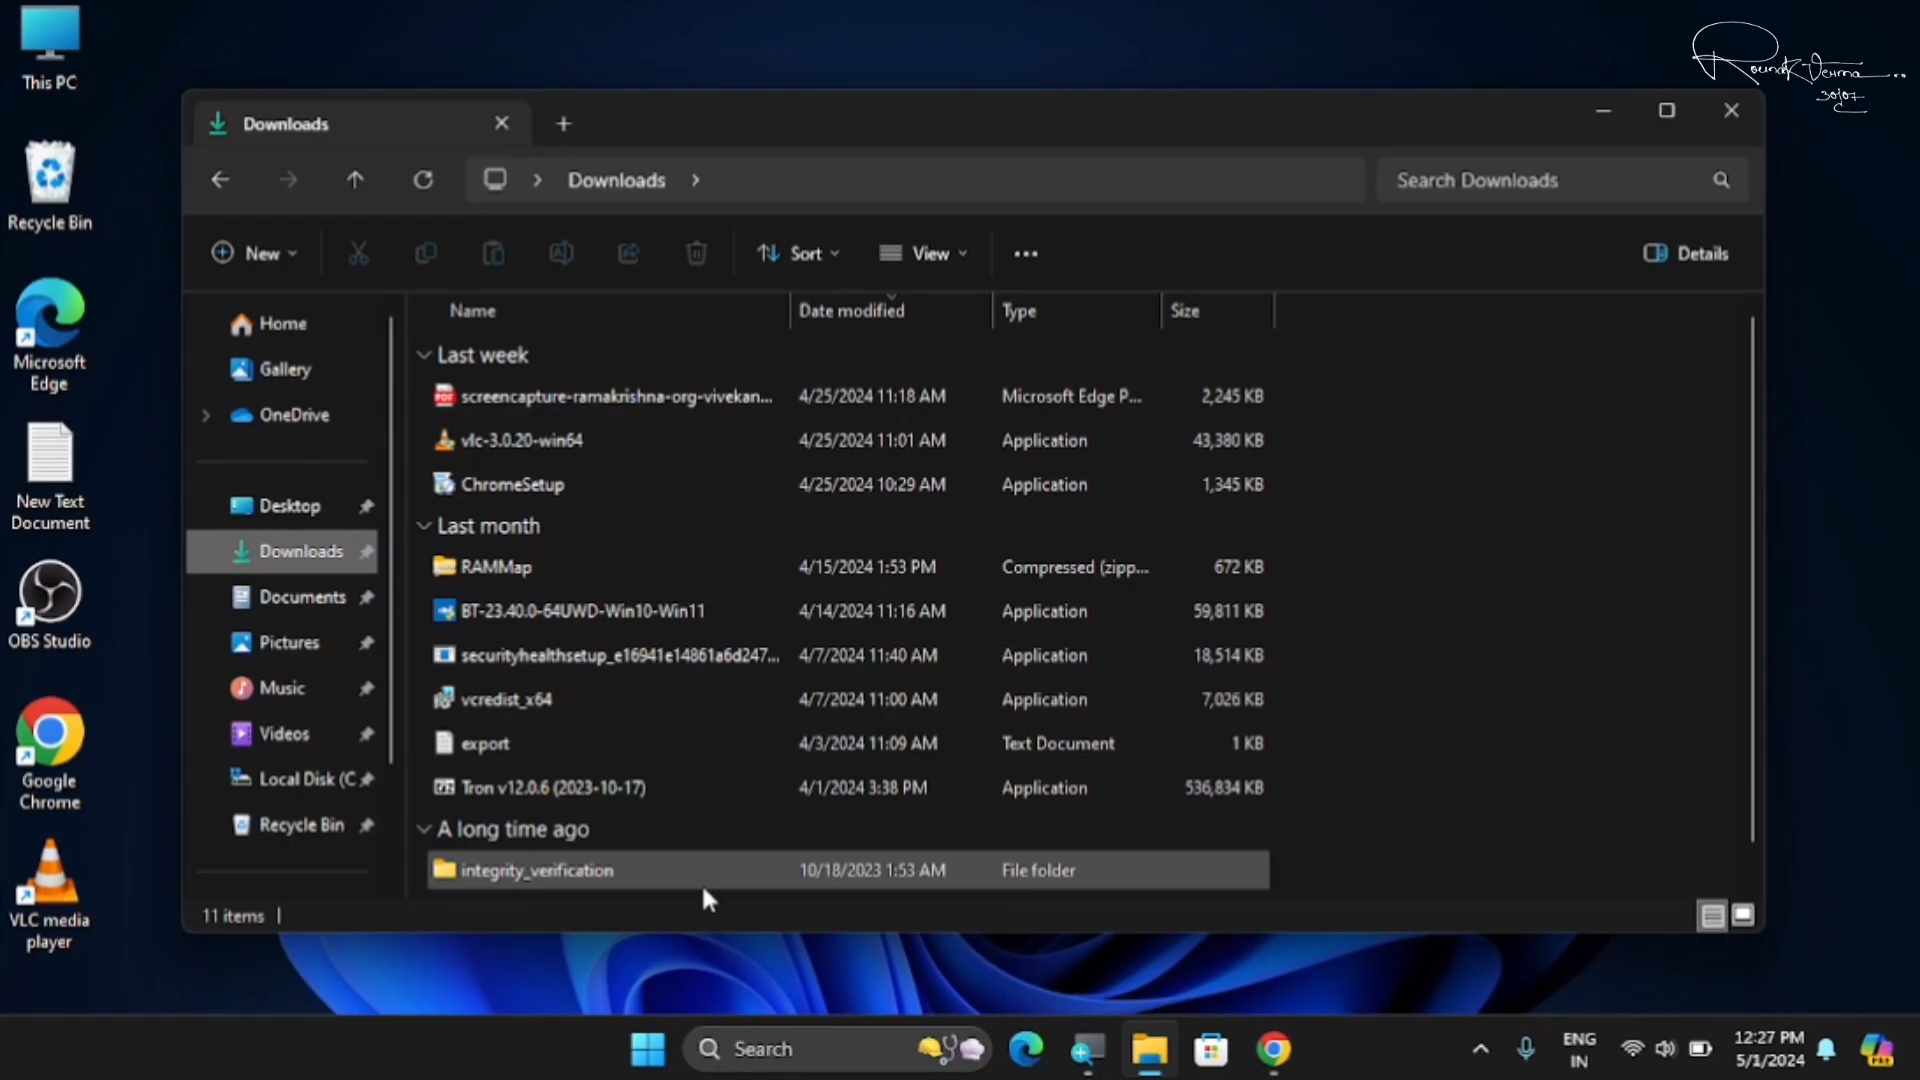 This PC
Recycle Bin
Microsoft
Edge
New Text
Document
OBS Studio
Google
Chrome
VLC media
player
Rounak Verma
30/07
Downloads
Downloads
Search Downloads
New
Sort
View
Details
Home
Gallery
OneDrive
Desktop
Downloads
Documents
Pictures
Music
Videos
Local Disk (C
Recycle Bin
Name Date modified Type Size
Last week
PDF screencapture-ramakrishna-org-vivekan... 4/25/2024 11:18 AM Microsoft Edge P... 2,245 KB
vlc-3.0.20-win64 4/25/2024 11:01 AM Application 43,380 KB
ChromeSetup 4/25/2024 10:29 AM Application 1,345 KB
Last month
RAMMap 4/15/2024 1:53 PM Compressed (zipp... 672 KB
BT-23.40.0-64UWD-Win10-Win11 4/14/2024 11:16 AM Application 59,811 KB
securityhealthsetup_e16941e14861a6d247... 4/7/2024 11:40 AM Application 18,514 KB
vcredist_x64 4/7/2024 11:00 AM Application 7,026 KB
export 4/3/2024 11:09 AM Text Document 1 KB
Tron v12.0.6 (2023-10-17) 4/1/2024 3:38 PM Application 536,834 KB
A long time ago
integrity_verification 10/18/2023 1:53 AM File folder
11 items
Search
ENG
IN
12:27 PM
5/1/2024
PRE